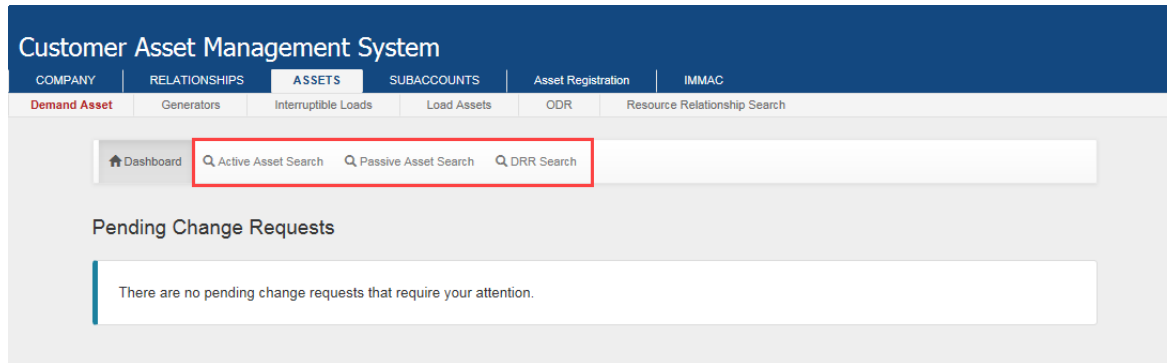 Customer Asset Management System
COMPANY RELATIONSHIPS ASSETS SUBACCOUNTS Asset Registration IMMAC
Demand Asset Generators Interruptible Loads Load Assets ODR Resource Relationship Search
Dashboard Active Asset Search Passive Asset Search DRR Search
Pending Change Requests
There are no pending change requests that require your attention.